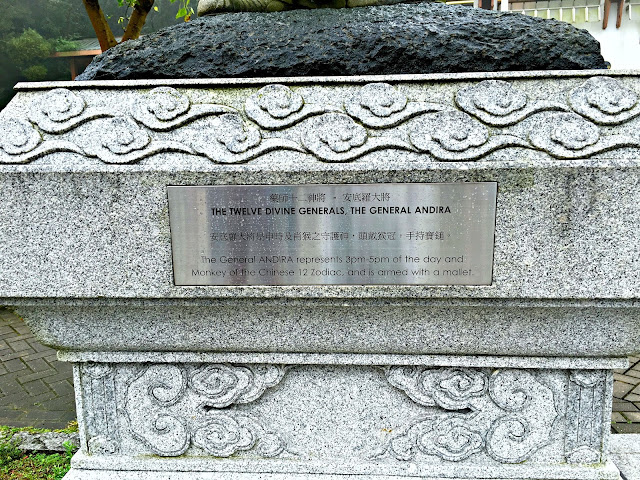 藥師十二神將 · 安底羅大將
THE TWELVE DIVINE GENERALS, THE GENERAL ANDIRA
安底羅大將是申時及肖猴之守護神，頭戴猴冠，手持寶鎚。
The General ANDIRA represents 3pm-5pm of the day and
Monkey of the Chinese 12 Zodiac, and is armed with a mallet.